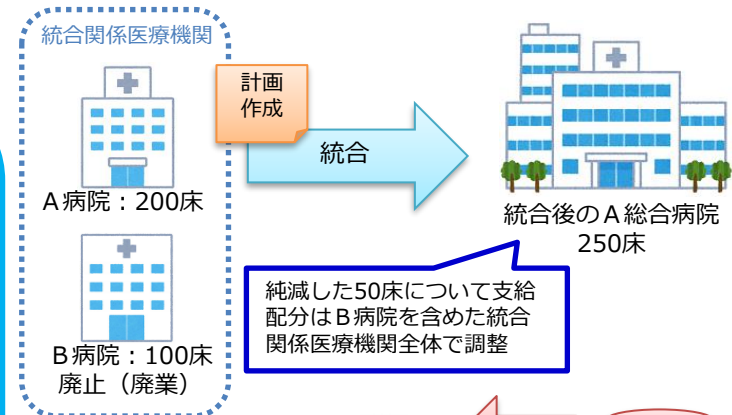 統合関係医療機関
計画
作成
統合
A病院：200床
統合後のA総合病院
250床
純減した50床について支給
配分はB病院を含めた統合
関係医療機関全体で調整
B病院：100床
廃止（廃業）